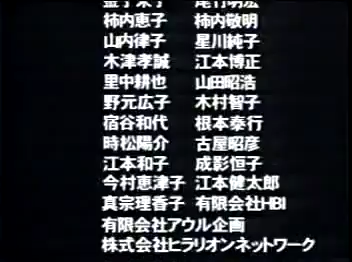 柿内恵子 柿内敬明
山内律子 星川純子
木津孝誠 江本博正
里中耕也 山田昭浩
野元広子 木村智子
宿谷和代 根本泰行
時松陽介 古屋昭彦
江本和子 成影恒子
今村恵津子 江本健太郎
真宗理香子 有限会社HBI
有限会社アウル企画
株式会社ヒラリオンネットワーク